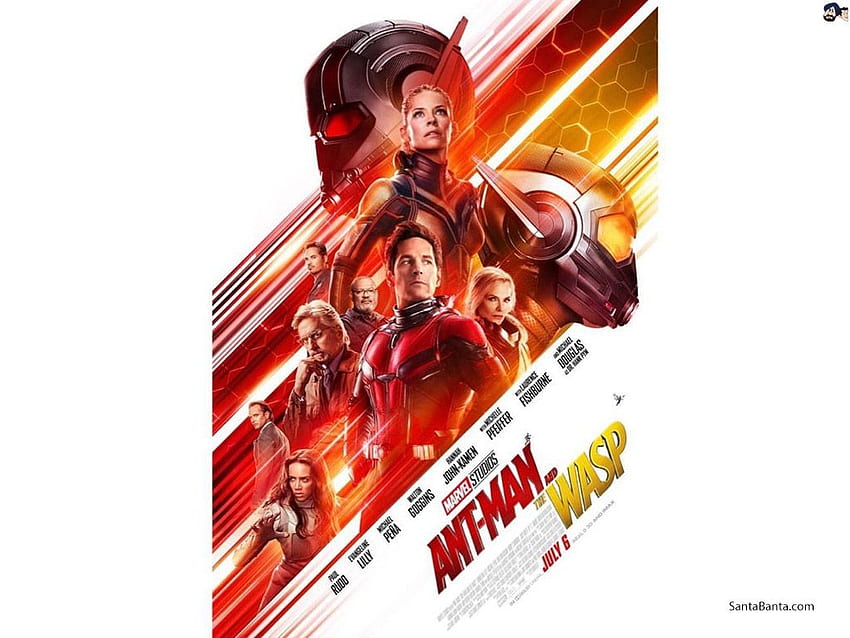 PAUL
RUDD
EVANGELINE
LILLY
MICHAEL
PEÑA
WALTON
GOGGINS
HANNAH
JOHN-KAMEN
WITH MICHELLE
PFEIFFER
WITH LAURENCE
FISHBURNE
AND MICHAEL
DOUGLAS
AS DR. HANK PYM
MARVEL STUDIOS
ANT-MAN
AND
THE
WASP
JULY 6
SantaBanta.com